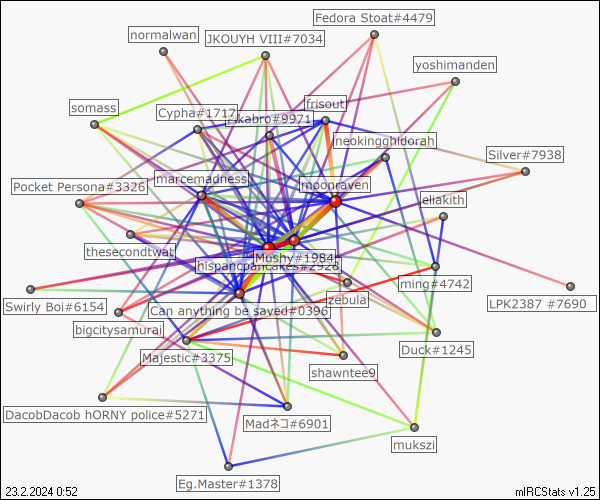 Fedora Stoat#4479
normalwan
JKOUYH VIII#7034
yoshimanden
frisout
somass
Cypha#1717
kabro#9971
neokingghidorah
Silver#7938
marcemadness
moonraven
Pocket Persona#3326
eliakith
thesecondtwat
Mushy#1984
hispancpancakes#2928
ming#4742
Swirly Boi#6154
zebula
LPK2387 #7690
Can anything be saved#0396
bigcitysamurai
Duck#1245
Majestic#3375
shawntee9
DacobDacob hORNY police#5271
Madネコ#6901
mukszi
Eg.Master#1378
23.2.2024 0:52
mIRCStats v1.25